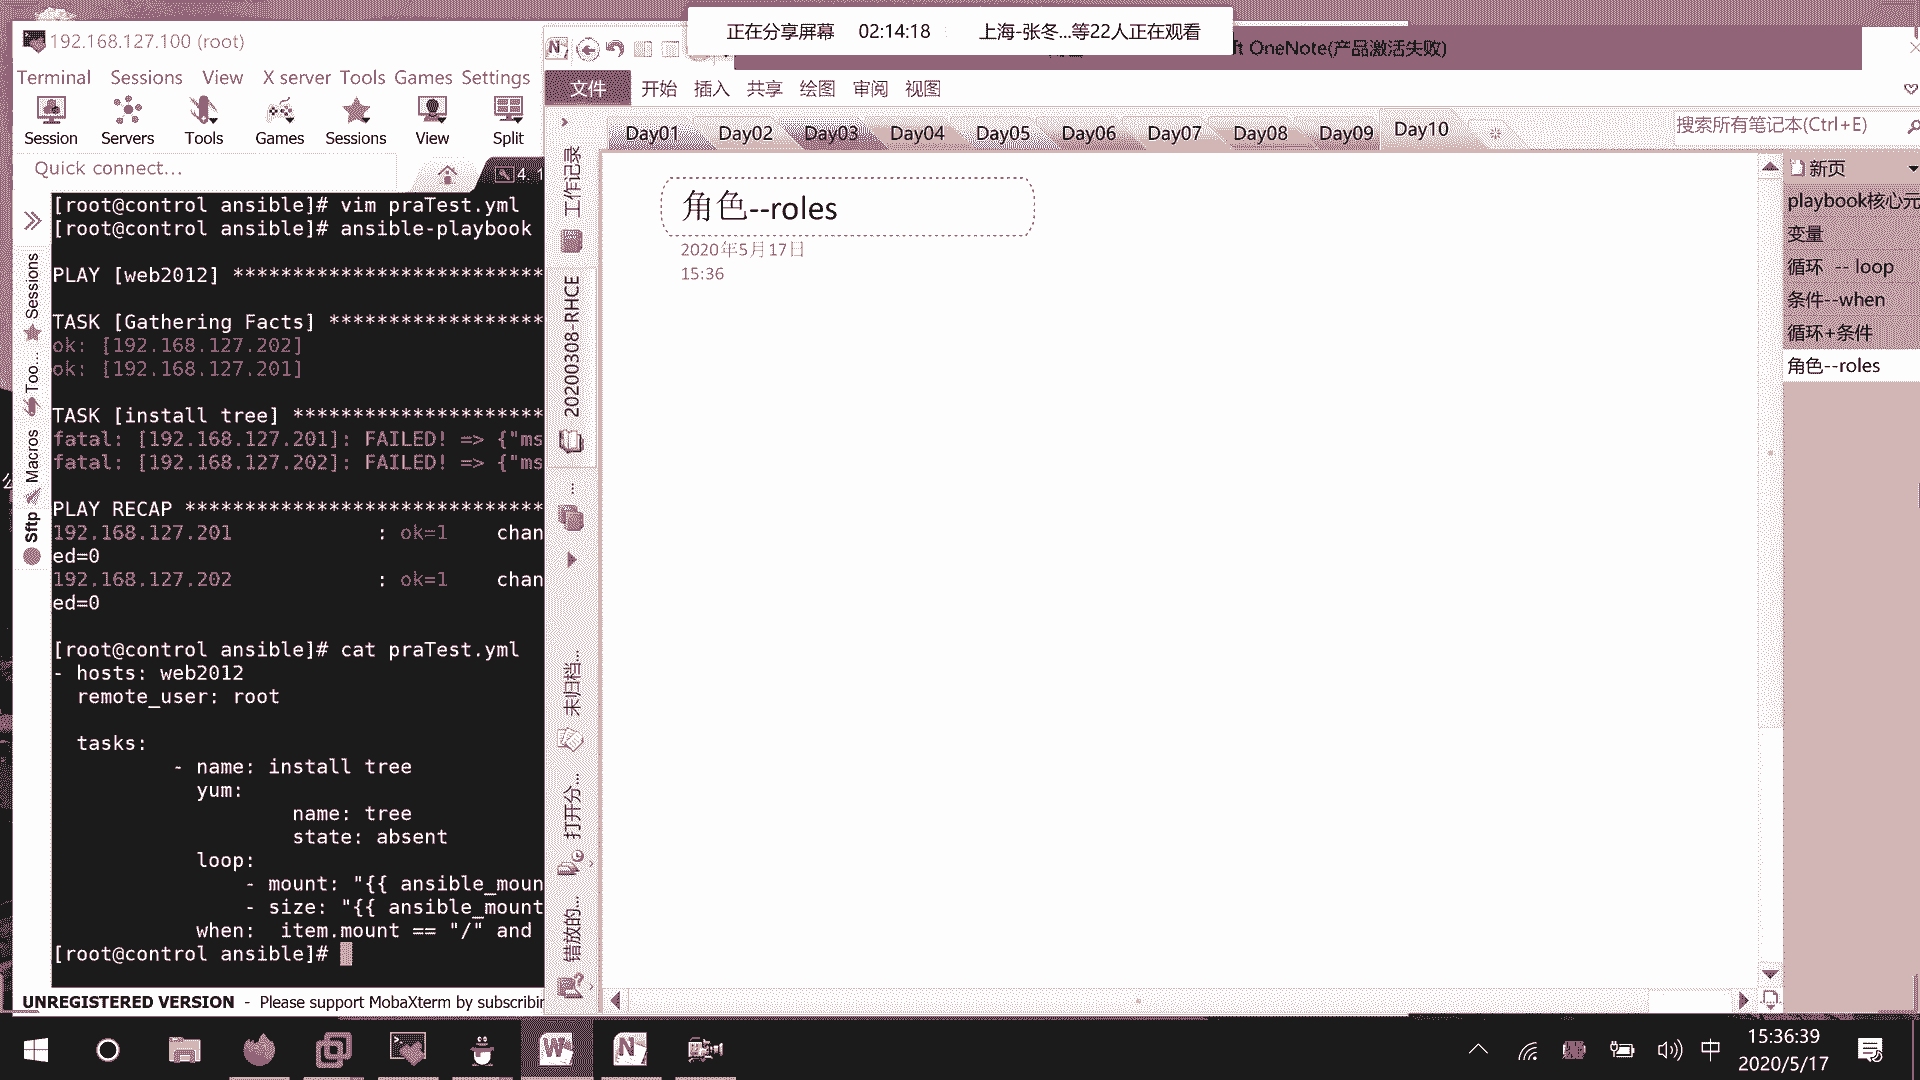 正在分享屏幕 02:14:18 上海-张冬...等22人正在观看
192.168.127.100 (root)
Terminal Sessions View X server Tools Games Settings
Session Servers Tools Games Sessions View Split
Quick connect...
4. 1
[root@control ansible]# vim praTest.yml
[root@control ansible]# ansible-playbook
PLAY [web2012] **************************
TASK [Gathering Facts] ******************
ok: [192.168.127.202]
ok: [192.168.127.201]
TASK [install tree] *********************
fatal: [192.168.127.201]: FAILED! => {"ms
fatal: [192.168.127.202]: FAILED! => {"ms
PLAY RECAP ******************************
192.168.127.201 : ok=1 chan
ed=0
192.168.127.202 : ok=1 chan
ed=0
[root@control ansible]# cat praTest.yml
- hosts: web2012
remote_user: root
tasks:
- name: install tree
yum:
name: tree
state: absent
loop:
- mount: "{{ ansible_moun
- size: "{{ ansible_mount
when: item.mount == "/" and
[root@control ansible]#
UNREGISTERED VERSION - Please support MobaXterm by subscribin
Sessions
Too...
Macros
Sftp
ft OneNote(产品激活失败)
文件 开始 插入 共享 绘图 审阅 视图
Day01 Day02 Day03 Day04 Day05 Day06 Day07 Day08 Day09 Day10
搜索所有笔记本(Ctrl+E)
工作记录
20200308-RHCE
...
未归档...
打开分...
错放的...
角色--roles
2020年5月17日
15:36
新页
playbook核心元
变量
循环 -- loop
条件--when
循环+条件
角色--roles
中
15:36:39
2020/5/17